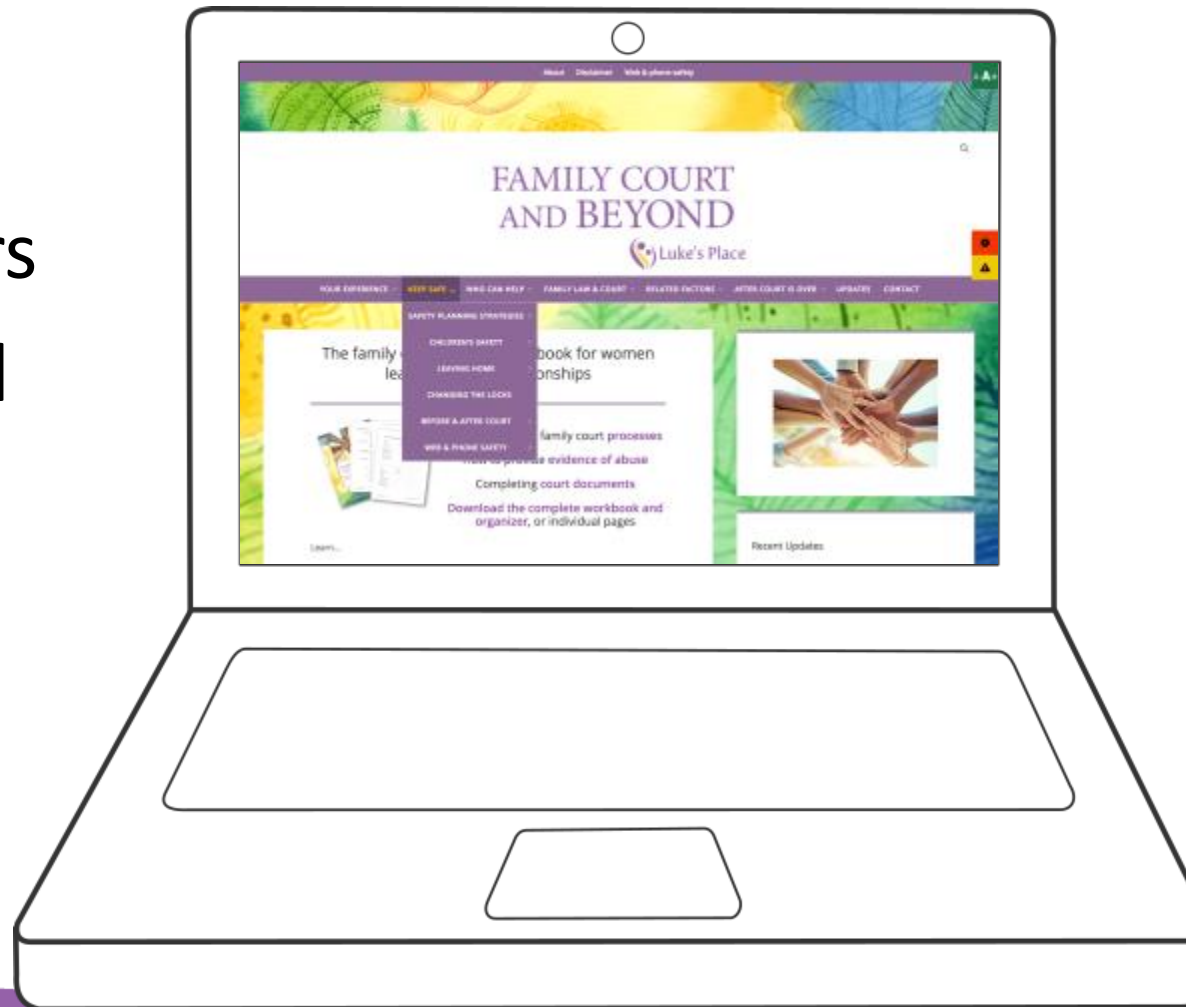 rs
About Disclaimer Web & phone safety
A
FAMILY COURT
AND BEYOND
Luke's Place
YOUR EXPERIENCE KEEP SAFE WHO CAN HELP FAMILY LAW & COURT RELATED FACTORS AFTER COURT IS OVER UPDATES CONTACT
SAFETY PLANNING STRATEGIES
CHILDREN'S SAFETY
LEAVING HOME
CHANGING THE LOCKS
BEFORE & AFTER COURT
WEB & PHONE SAFETY
The family book for women
lea onships
family court processes
evidence of abuse
Completing court documents
Download the complete workbook and
organizer, or individual pages
Learn...
Recent Updates